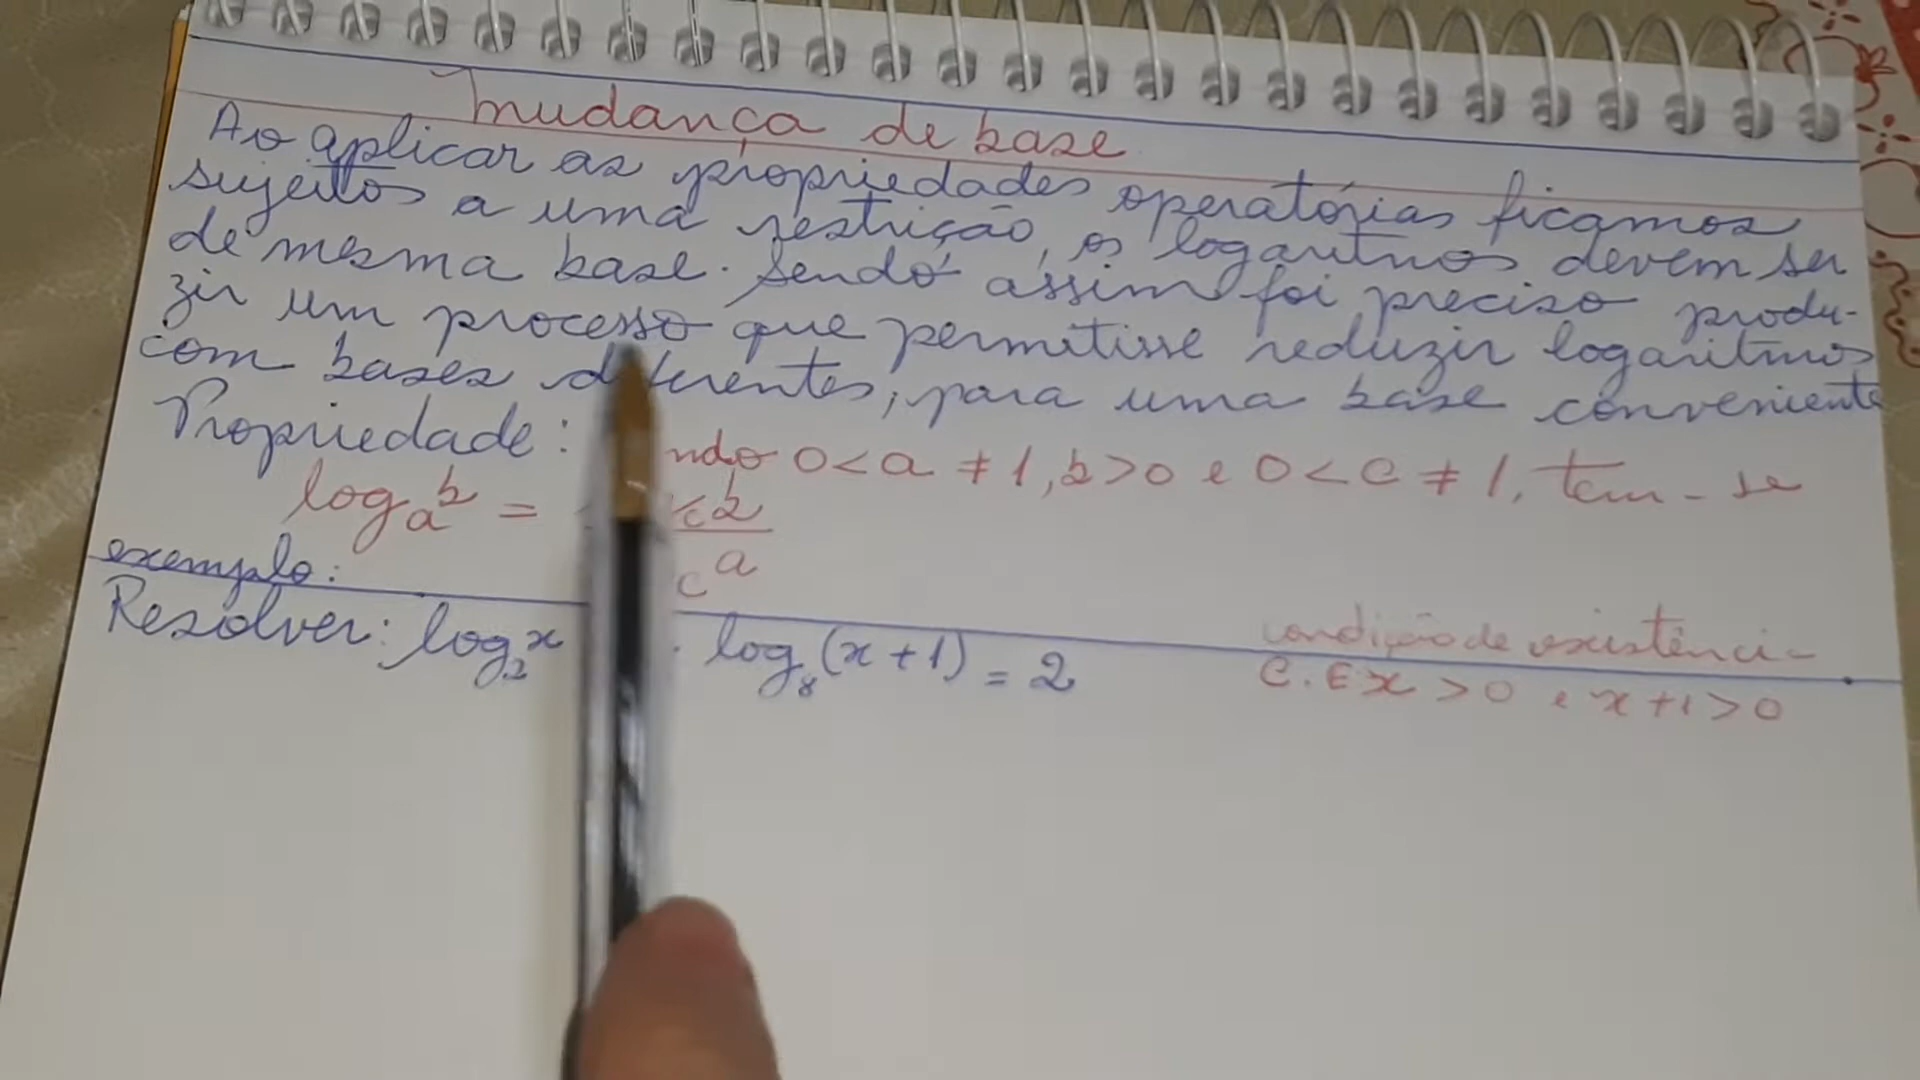 Mudança de base
Ao aplicar as propriedades operatórias ficamos
sujeitos a uma restrição, os logaritmos devem ser
de mesma base. Sendo assim foi preciso produ-
zir um processo que permitisse reduzir logaritmos
com bases diferentes, para uma base conveniente
Propriedade: ndo 0 < a ≠ 1, b > 0 e 0 < c ≠ 1, tem-se
log_a b = c b / c a
exemplo:
Resolver: log_2 x log_8 (x + 1) = 2
condição de existência
C.E x > 0 e x + 1 > 0